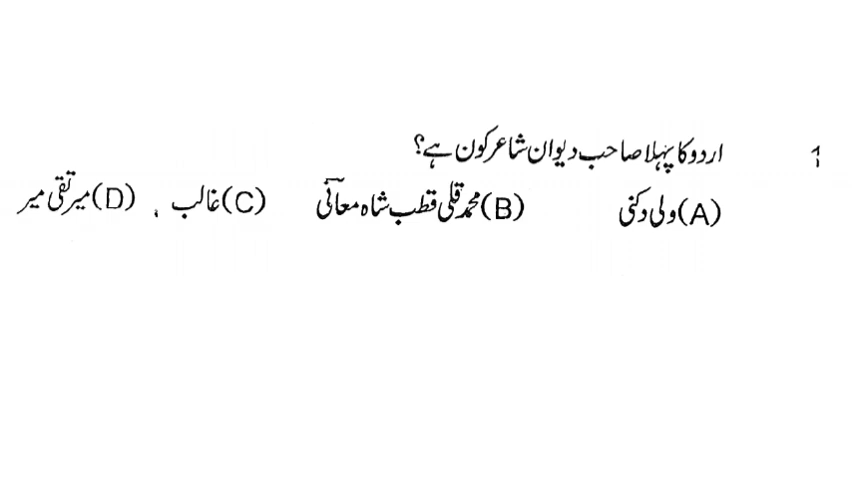 1 اردو کا پہلا صاحب دیوان شاعر کون ہے؟
(A) ولی دکنی (B) محمد قلی قطب شاہ معانیؔ (C) غالب (D) میر تقی میر